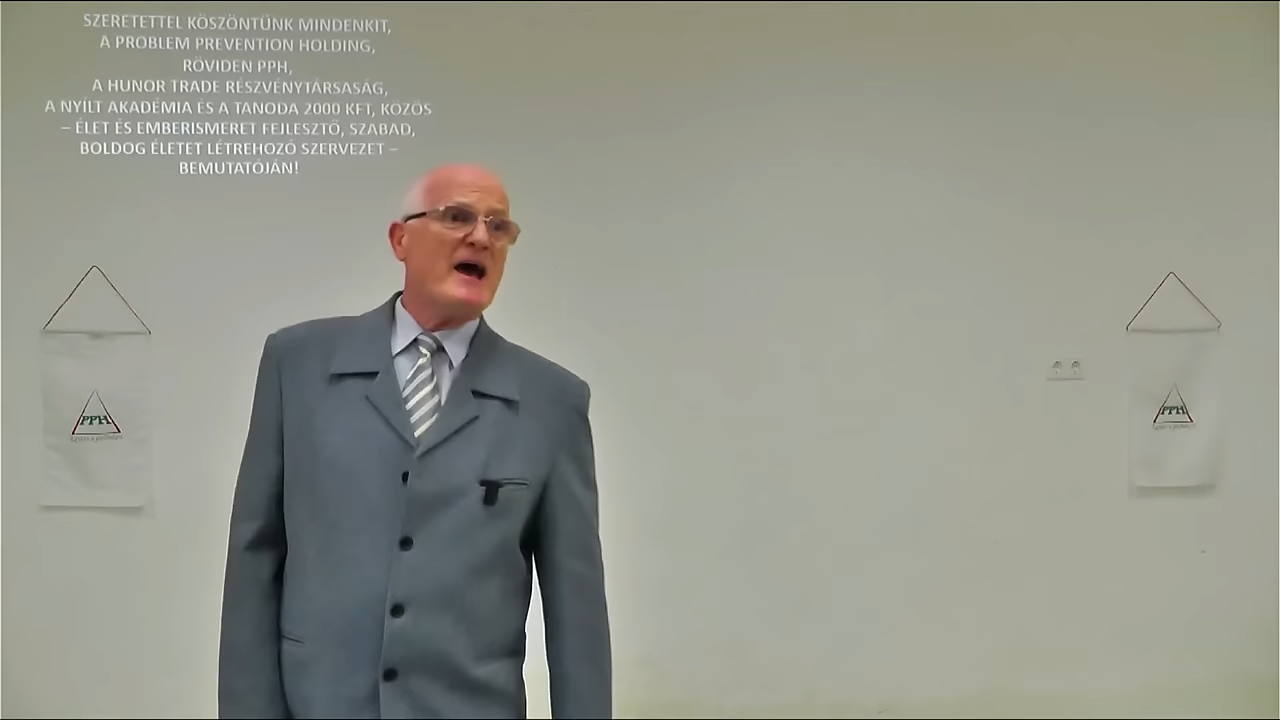 SZERETETTEL KÖSZÖNTÜNK MINDENKIT,
A PROBLEM PREVENTION HOLDING,
RÖVIDEN PPH,
A HUNOR TRADE RÉSZVÉNYTÁRSASÁG,
A NYÍLT AKADÉMIA ÉS A TANODA 2000 KFT, KÖZÖS
– ÉLET ÉS EMBERISMERET FEJLESZTŐ, SZABAD,
BOLDOG ÉLETET LÉTREHOZÓ SZERVEZET –
BEMUTATÓJÁN!
PPH
PPH